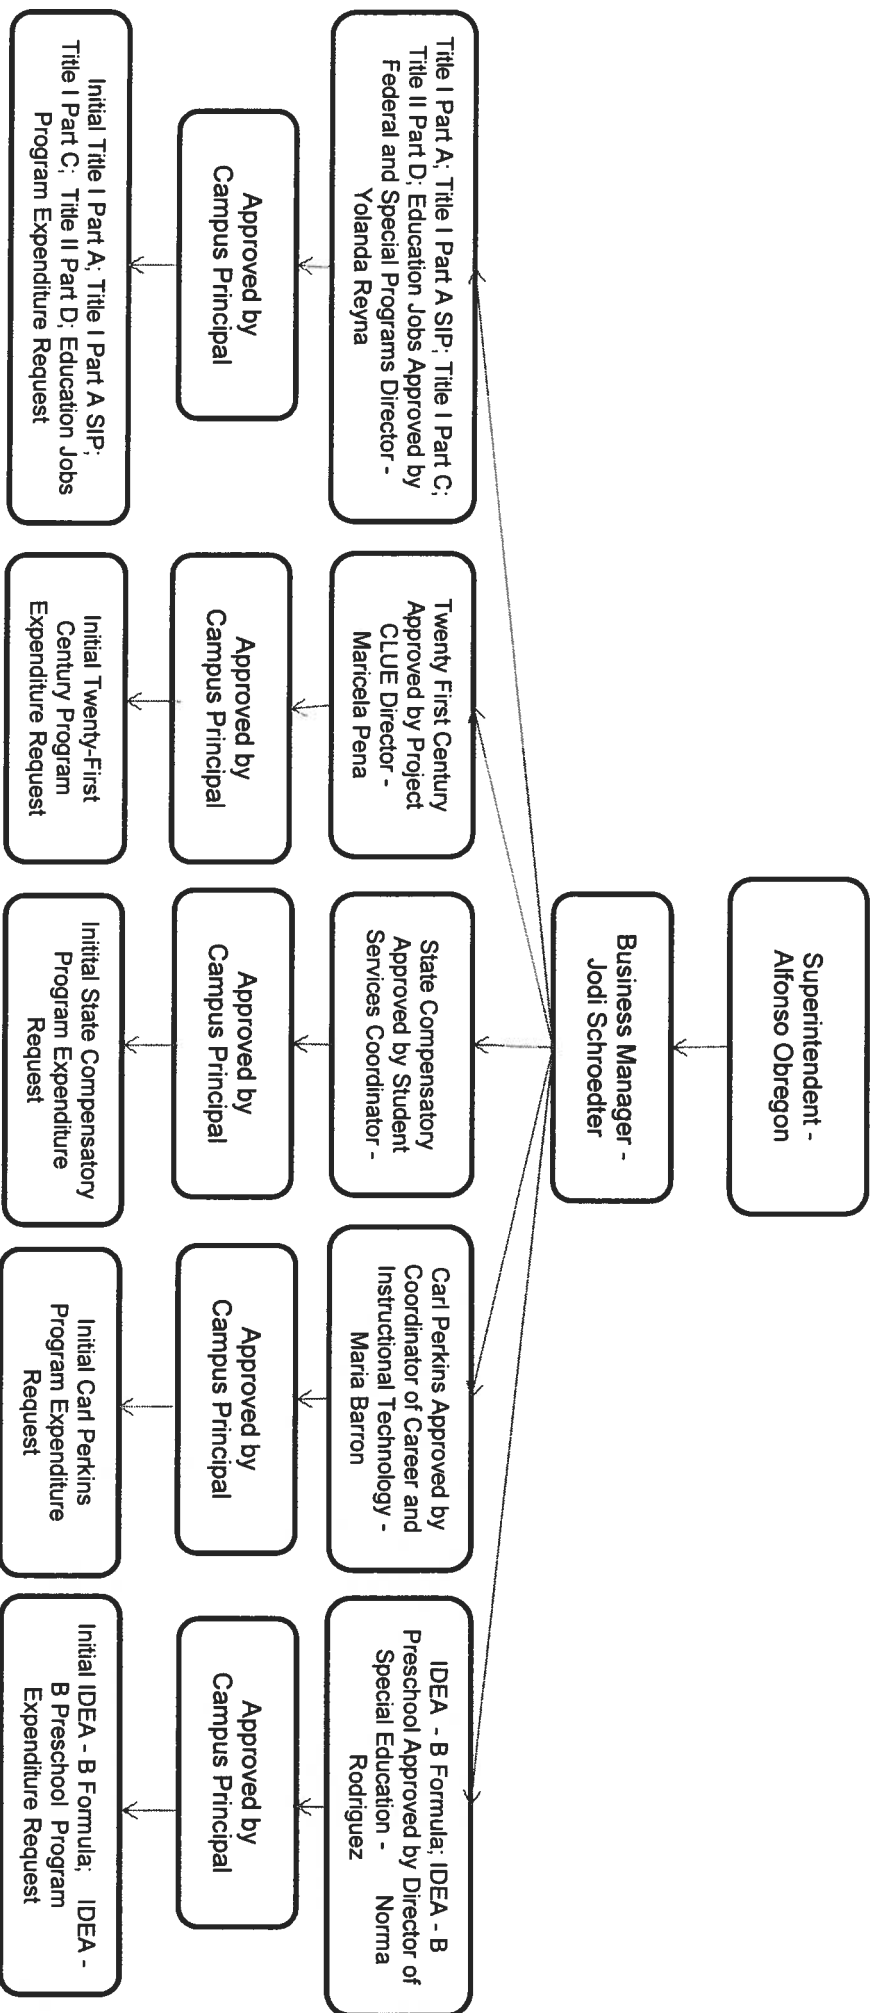 Superintendent -
Alfonso Obregon
Business Manager -
Jodi Schroedter
Title I Part A; Title I Part A SIP; Title I Part C;
Title II Part D; Education Jobs Approved by
Federal and Special Programs Director -
Yolanda Reyna
Twenty First Century
Approved by Project
CLUE Director -
Maricela Pena
State Compensatory
Approved by Student
Services Coordinator -
Carl Perkins Approved by
Coordinator of Career and
Instructional Technology -
Maria Barron
IDEA - B Formula; IDEA - B
Preschool Approved by Director of
Special Education - Norma
Rodriguez
Approved by
Campus Principal
Approved by
Campus Principal
Approved by
Campus Principal
Approved by
Campus Principal
Approved by
Campus Principal
Initial Title I Part A; Title I Part A SIP;
Title I Part C; Title II Part D; Education Jobs
Program Expenditure Request
Initial Twenty-First
Century Program
Expenditure Request
Initital State Compensatory
Program Expenditure
Request
Initial Carl Perkins
Program Expenditure
Request
Initial IDEA - B Formula; IDEA -
B Preschool Program
Expenditure Request